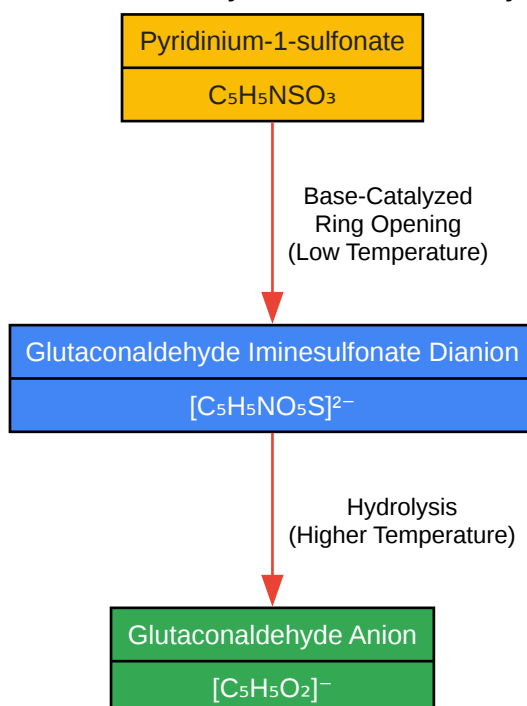 Pyridinium-1-sulfonate
C₅H₅NSO₃
Base-Catalyzed
Ring Opening
(Low Temperature)
Glutaconaldehyde Iminesulfonate Dianion
[C₅H₅NO₅S]²⁻
Hydrolysis
(Higher Temperature)
Glutaconaldehyde Anion
[C₅H₅O₂]⁻